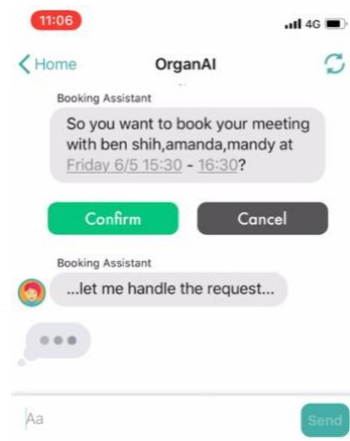 11:06
4G
Home
OrganAI
Booking Assistant
So you want to book your meeting
with ben shih,amanda,mandy at
Friday 6/5 15:30 - 16:30?
Confirm
Cancel
Booking Assistant
...let me handle the request...
Aa
Send